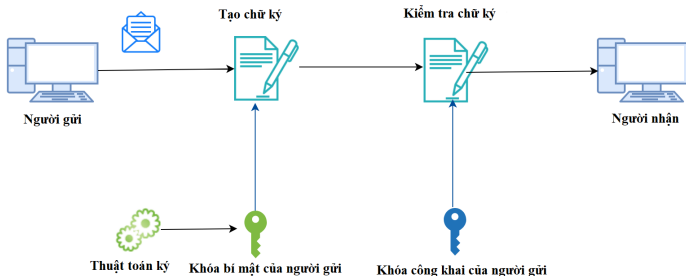 Tạo chữ ký
Kiểm tra chữ ký
Người gửi
Người nhận
Thuật toán ký
Khóa bí mật của người gửi
Khóa công khai của người gửi